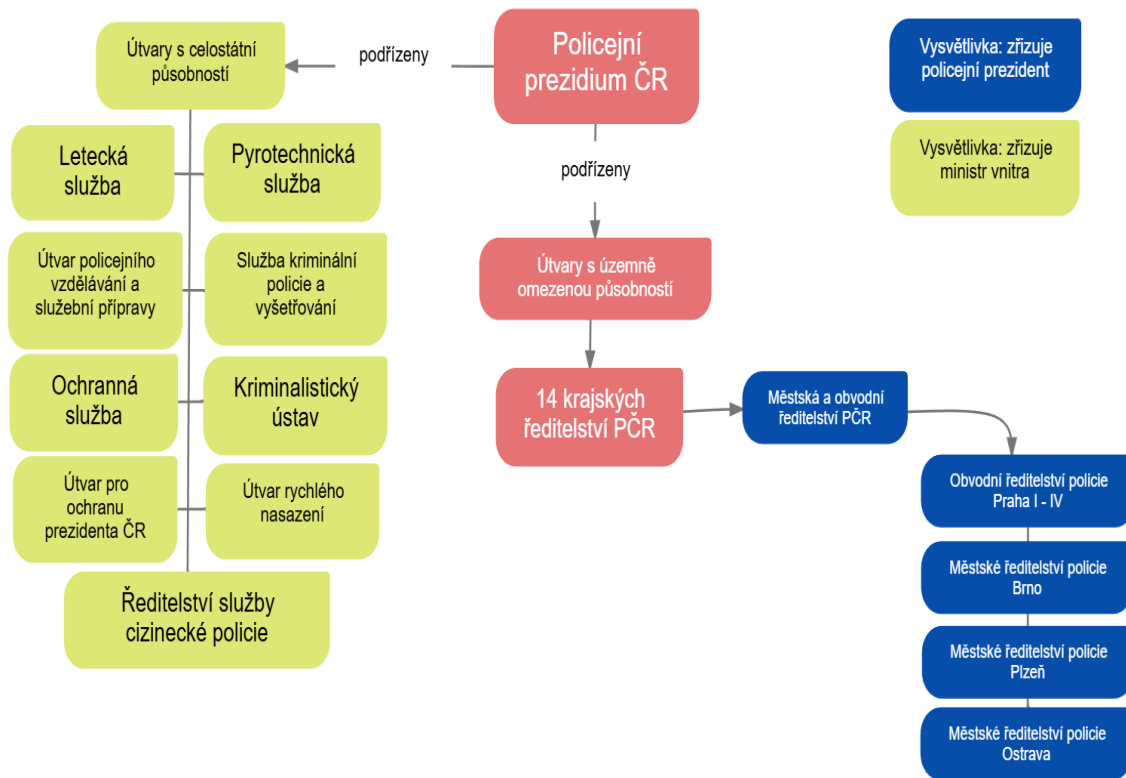 Útvary s celostátní
působností
podřízeny
Policejní
prezidium ČR
Vysvětlivka: zřizuje
policejní prezident
Vysvětlivka: zřizuje
ministr vnitra
Letecká
služba
Pyrotechnická
služba
podřízeny
Útvar policejního
vzdělávání a
služební přípravy
Služba kriminální
policie a
vyšetřování
Útvary s územně
omezenou působností
Ochranná
služba
Kriminalistický
ústav
14 krajských
ředitelství PČR
Městská a obvodní
ředitelství PČR
Útvar pro
ochranu
prezidenta ČR
Útvar rychlého
nasazení
Obvodní ředitelství policie
Praha I - IV
Městské ředitelství policie
Brno
Ředitelství služby
cizinecké policie
Městské ředitelství policie
Plzeň
Městské ředitelství policie
Ostrava